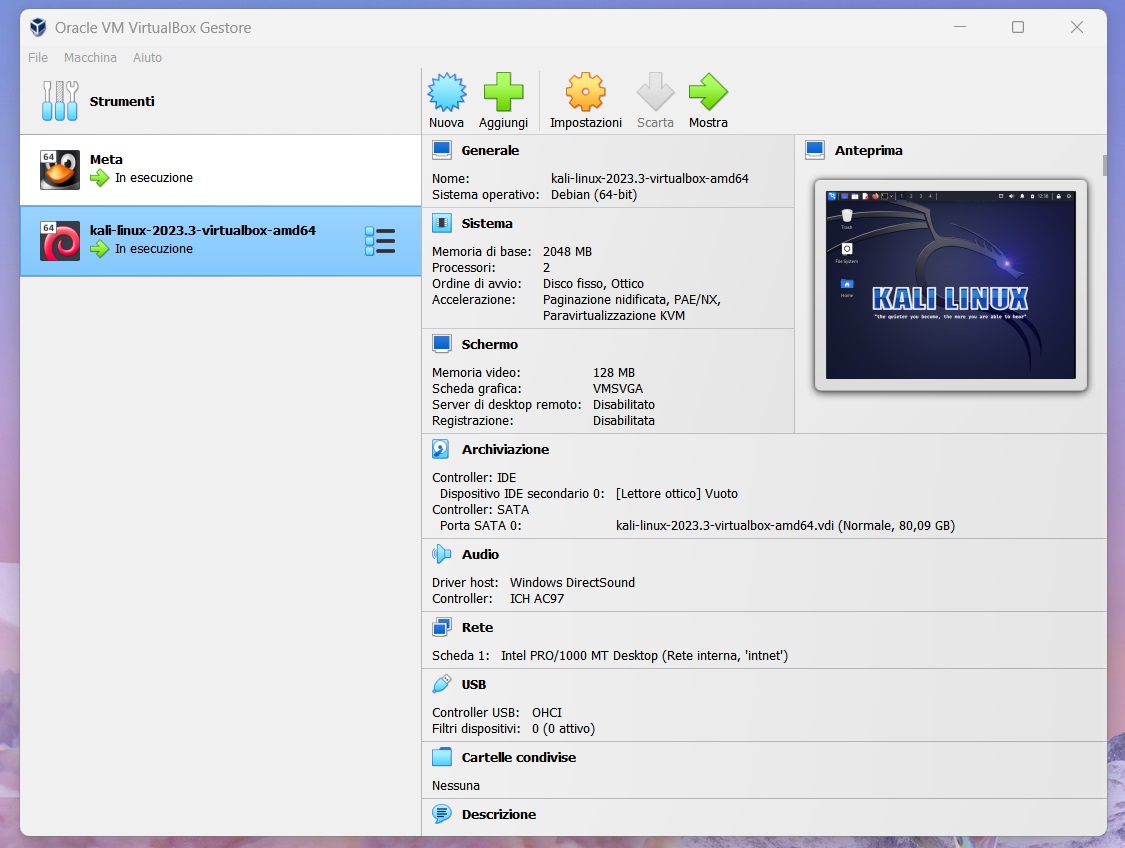 Oracle VM VirtualBox Gestore
File Macchina Aiuto
Strumenti
Nuova Aggiungi Impostazioni Scarta Mostra
64
Meta
In esecuzione
64
kali-linux-2023.3-virtualbox-amd64
In esecuzione
Generale
Nome: kali-linux-2023.3-virtualbox-amd64
Sistema operativo: Debian (64-bit)
Sistema
Memoria di base: 2048 MB
Processori: 2
Ordine di avvio: Disco fisso, Ottico
Accelerazione: Paginazione nidificata, PAE/NX,
Paravirtualizzazione KVM
Schermo
Memoria video: 128 MB
Scheda grafica: VMSVGA
Server di desktop remoto: Disabilitato
Registrazione: Disabilitata
Anteprima
Trash
File System
Home
KALI LINUX
"the quieter you become, the more you are able to hear"
Archiviazione
Controller: IDE
Dispositivo IDE secondario 0: [Lettore ottico] Vuoto
Controller: SATA
Porta SATA 0: kali-linux-2023.3-virtualbox-amd64.vdi (Normale, 80,09 GB)
Audio
Driver host: Windows DirectSound
Controller: ICH AC97
Rete
Scheda 1: Intel PRO/1000 MT Desktop (Rete interna, 'intnet')
USB
Controller USB: OHCI
Filtri dispositivi: 0 (0 attivo)
Cartelle condivise
Nessuna
Descrizione